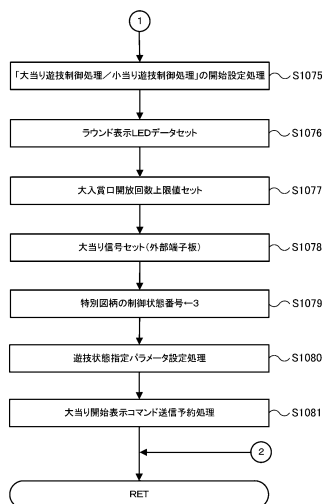 1
「大当り遊技制御処理/小当り遊技制御処理」の開始設定処理 S1075
ラウンド表示LEDデータセット S1076
大入賞口開放回数上限値セット S1077
大当り信号セット(外部端子板) S1078
特別図柄の制御状態番号←3 S1079
遊技状態指定パラメータ設定処理 S1080
大当り開始表示コマンド送信予約処理 S1081
2
RET